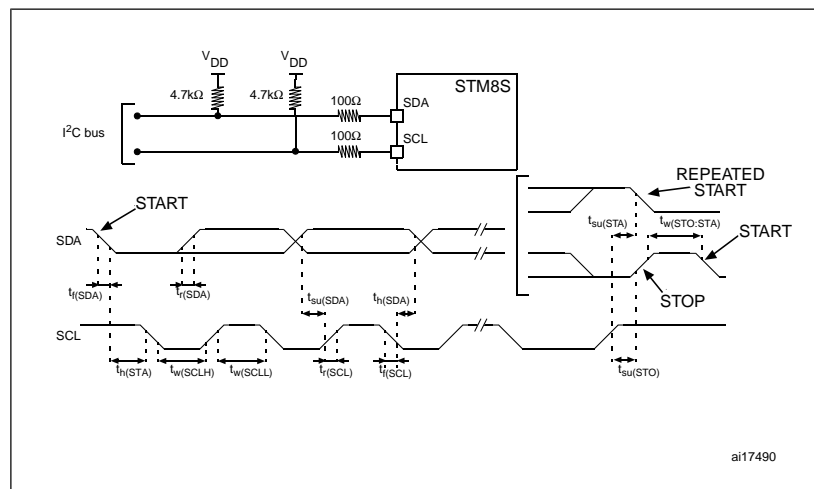 VDD VDD
4.7kΩ 4.7kΩ 100Ω STM8S
SDA
I²C bus 100Ω SCL
REPEATED
START
START
tsu(STA) tw(STO:STA) START
SDA
tf(SDA) tr(SDA) tsu(SDA) th(SDA) STOP
SCL
th(STA) tw(SCLH) tw(SCLL) tr(SCL) tf(SCL) tsu(STO)
ai17490